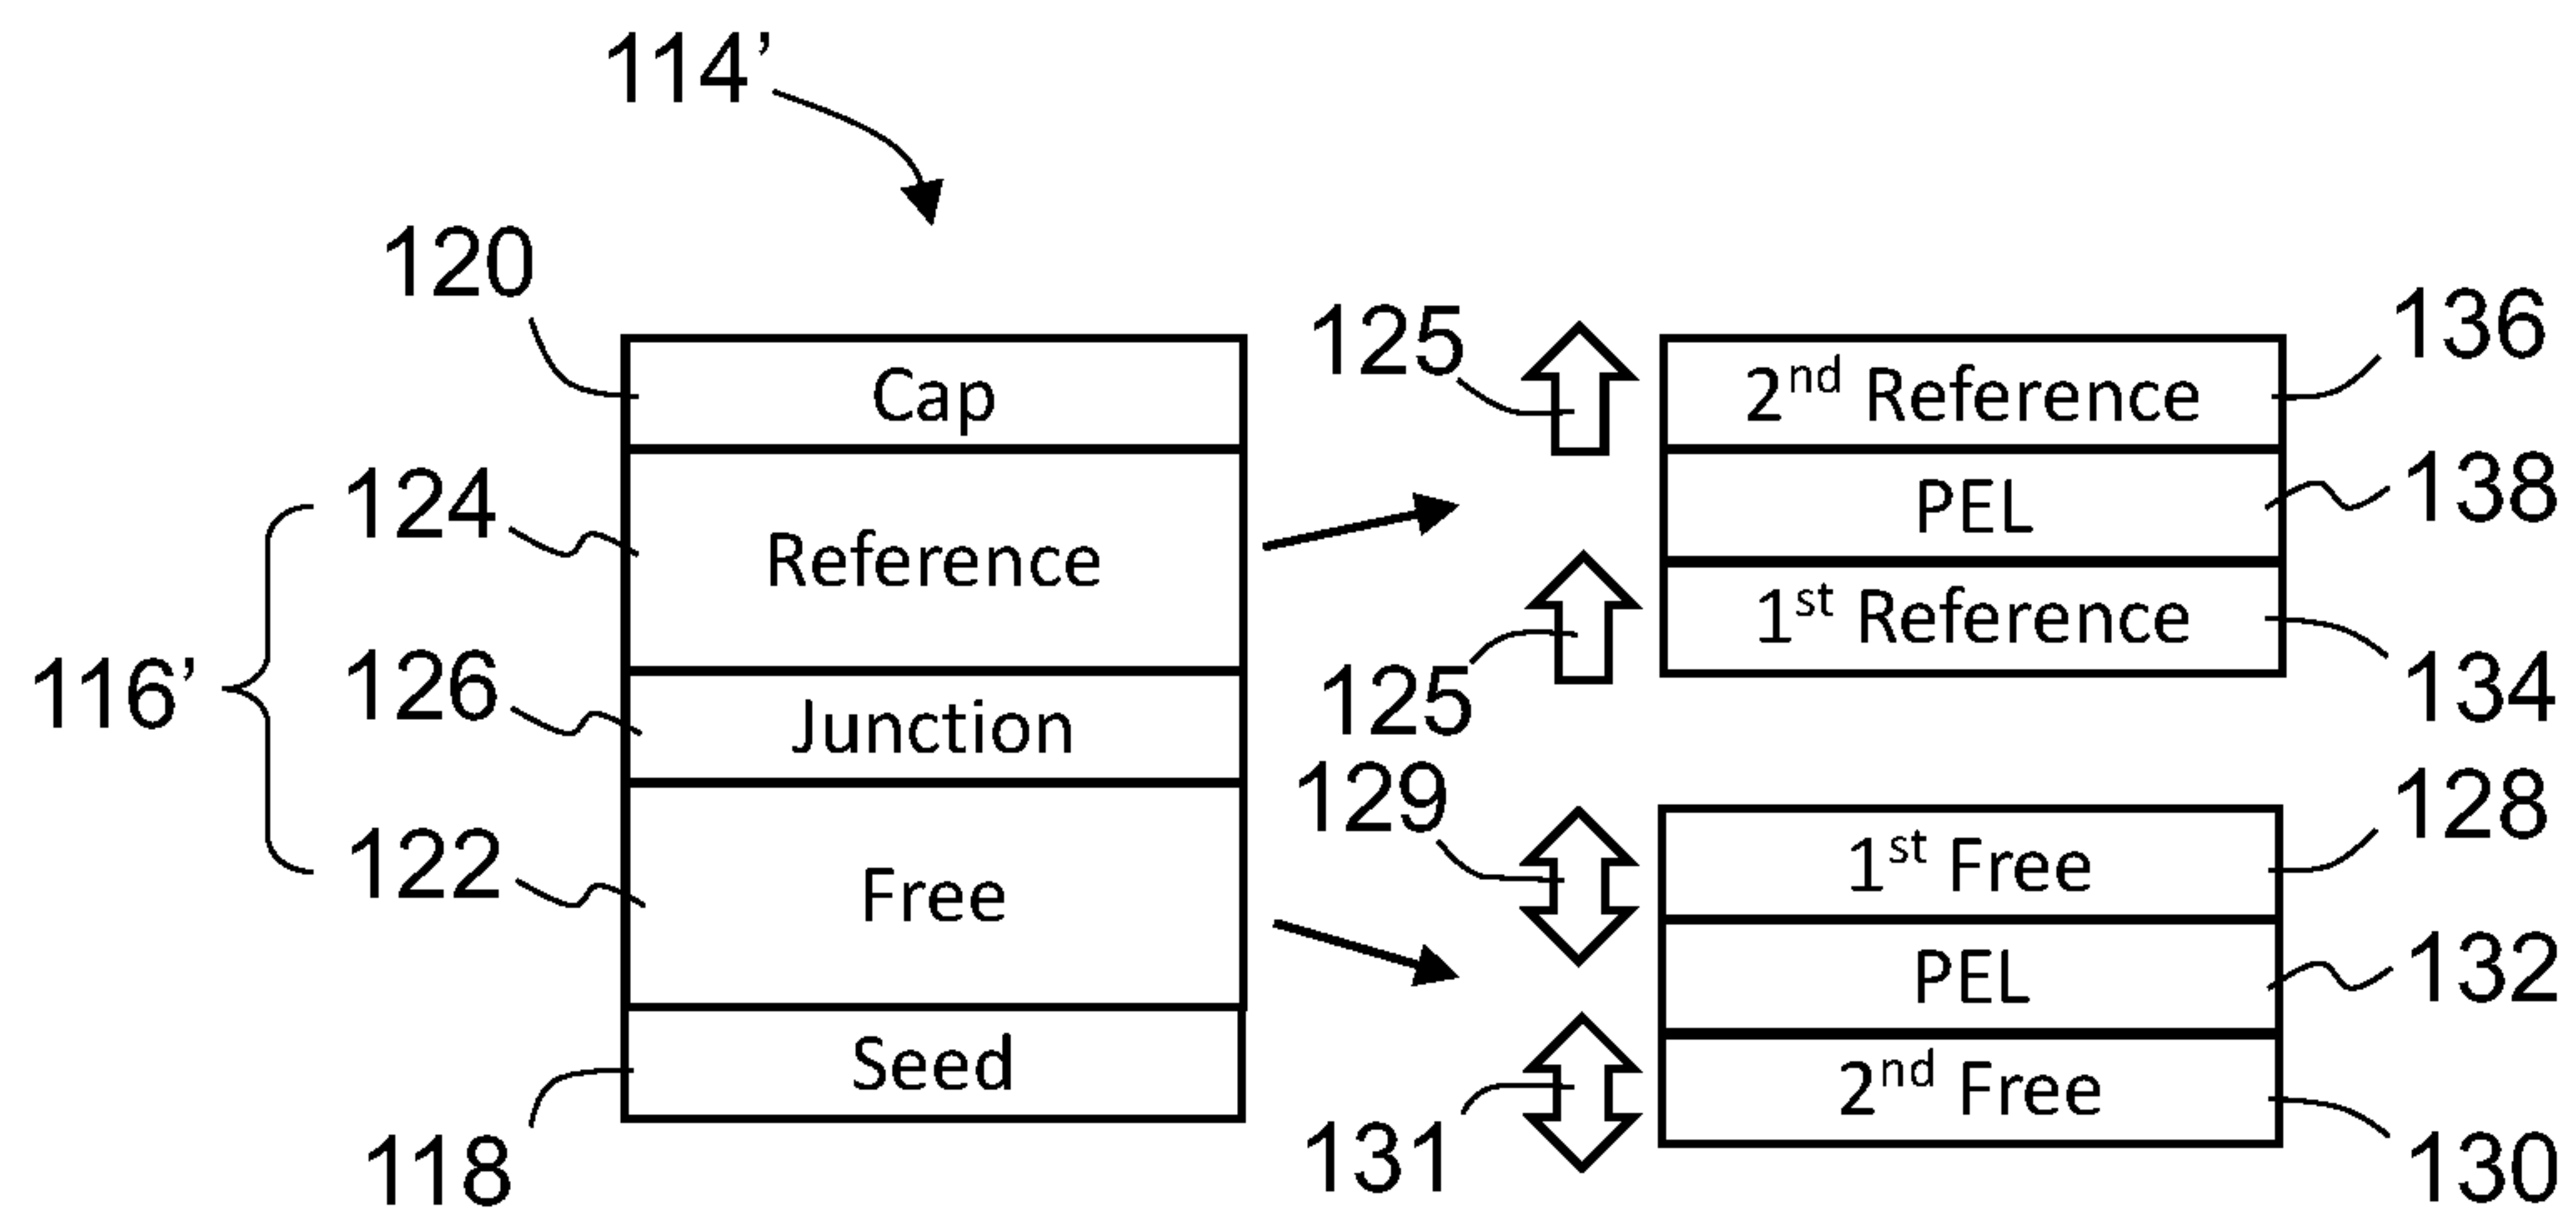 114’
120
Cap
124
Reference
126
Junction
116’
122
Free
Seed
118
125
2nd Reference
136
PEL
138
125
1st Reference
134
129
1st Free
128
PEL
132
131
2nd Free
130